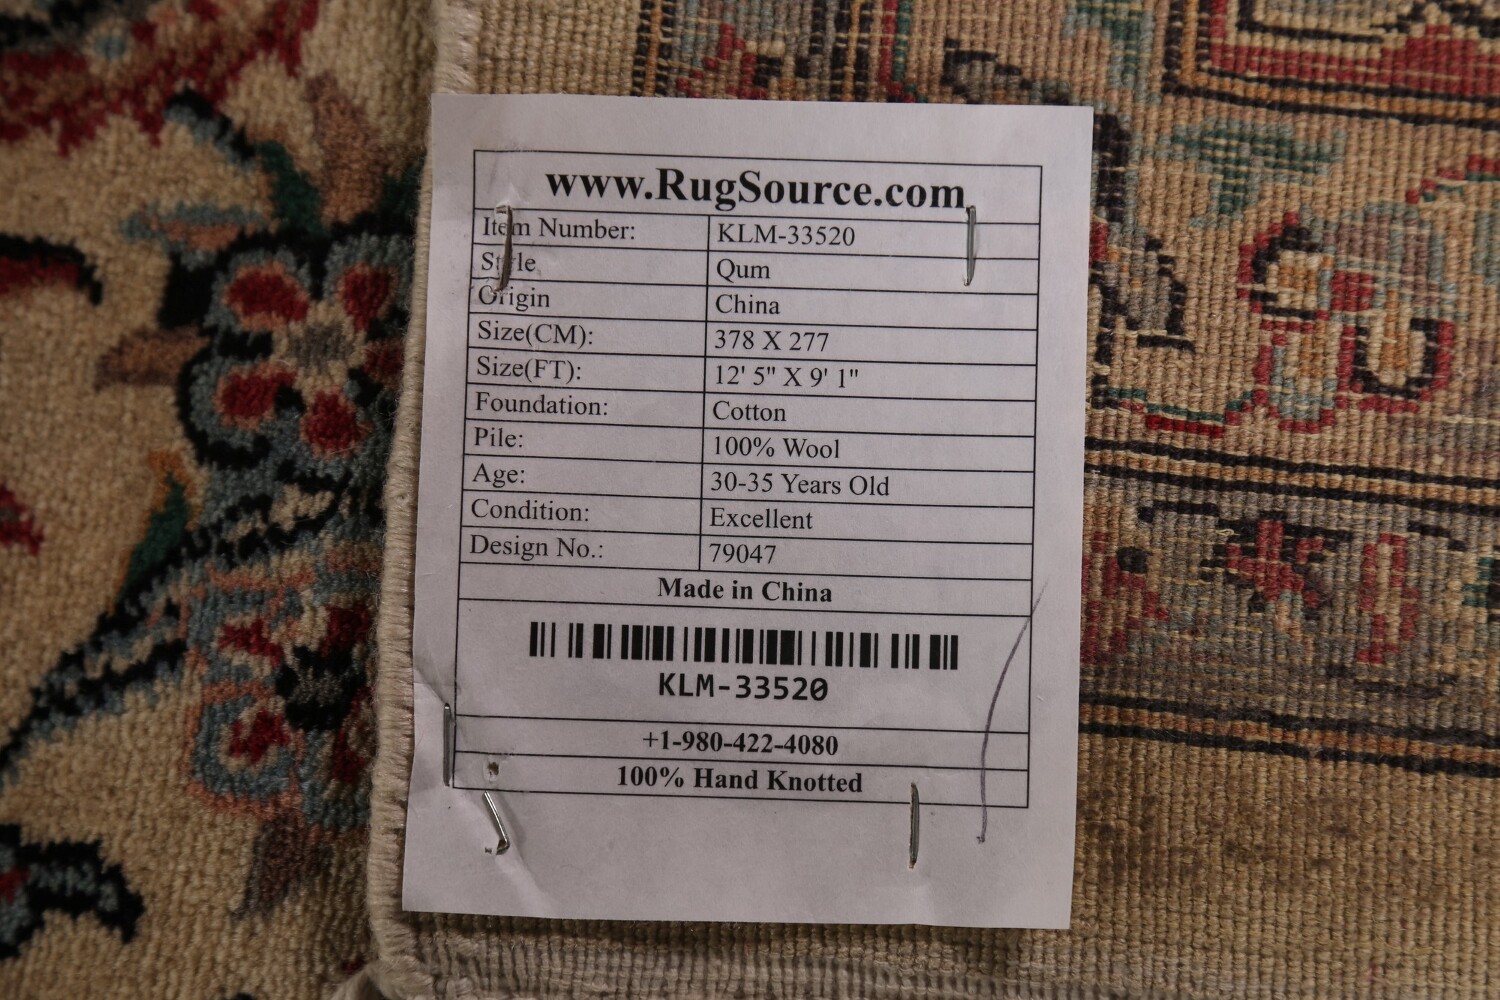 www.RugSource.com
Item Number: KLM-33520
Style Qum
Origin China
Size(CM): 378 X 277
Size(FT): 12' 5" X 9' 1"
Foundation: Cotton
Pile: 100% Wool
Age: 30-35 Years Old
Condition: Excellent
Design No.: 79047
Made in China
KLM-33520
+1-980-422-4080
100% Hand Knotted